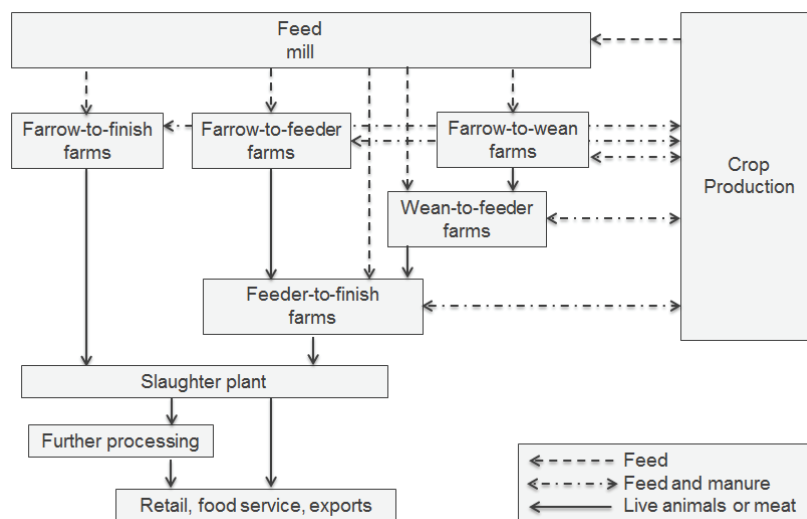 Feed
mill
Farrow-to-finish
farms
Farrow-to-feeder
farms
Farrow-to-wean
farms
Crop
Production
Wean-to-feeder
farms
Feeder-to-finish
farms
Slaughter plant
Further processing
Retail, food service, exports
Feed
Feed and manure
Live animals or meat